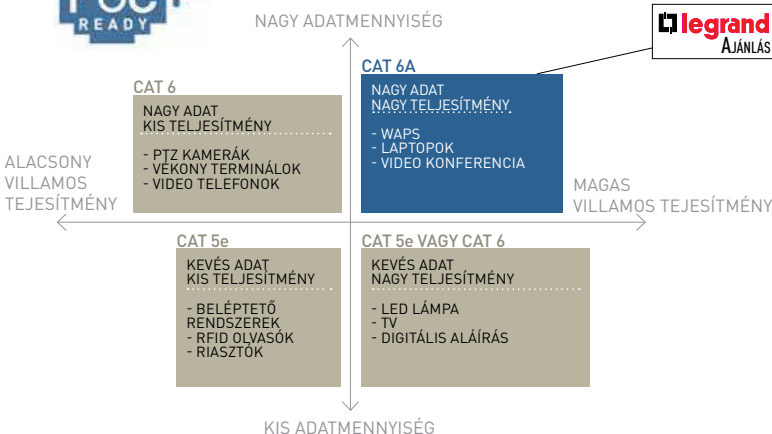 READY
NAGY ADATMENNYISÉG
legrand
AJÁNLÁS
CAT 6A
NAGY ADAT
NAGY TELJESÍTMÉNY
- WAPS
- LAPTOPOK
- VIDEO KONFERENCIA
CAT 6
NAGY ADAT
KIS TELJESÍTMÉNY
- PTZ KAMERÁK
- VÉKONY TERMINÁLOK
- VIDEO TELEFONOK
ALACSONY
VILLAMOS
TEJESÍTMÉNY
MAGAS
VILLAMOS TEJESÍTMÉNY
CAT 5e
KEVÉS ADAT
KIS TELJESÍTMÉNY
- BELÉPTETŐ
RENDSZEREK
- RFID OLVASÓK
- RIASZTÓK
CAT 5e VAGY CAT 6
KEVÉS ADAT
NAGY TELJESÍTMÉNY
- LED LÁMPA
- TV
- DIGITÁLIS ALÁÍRÁS
KIS ADATMENNYISÉG